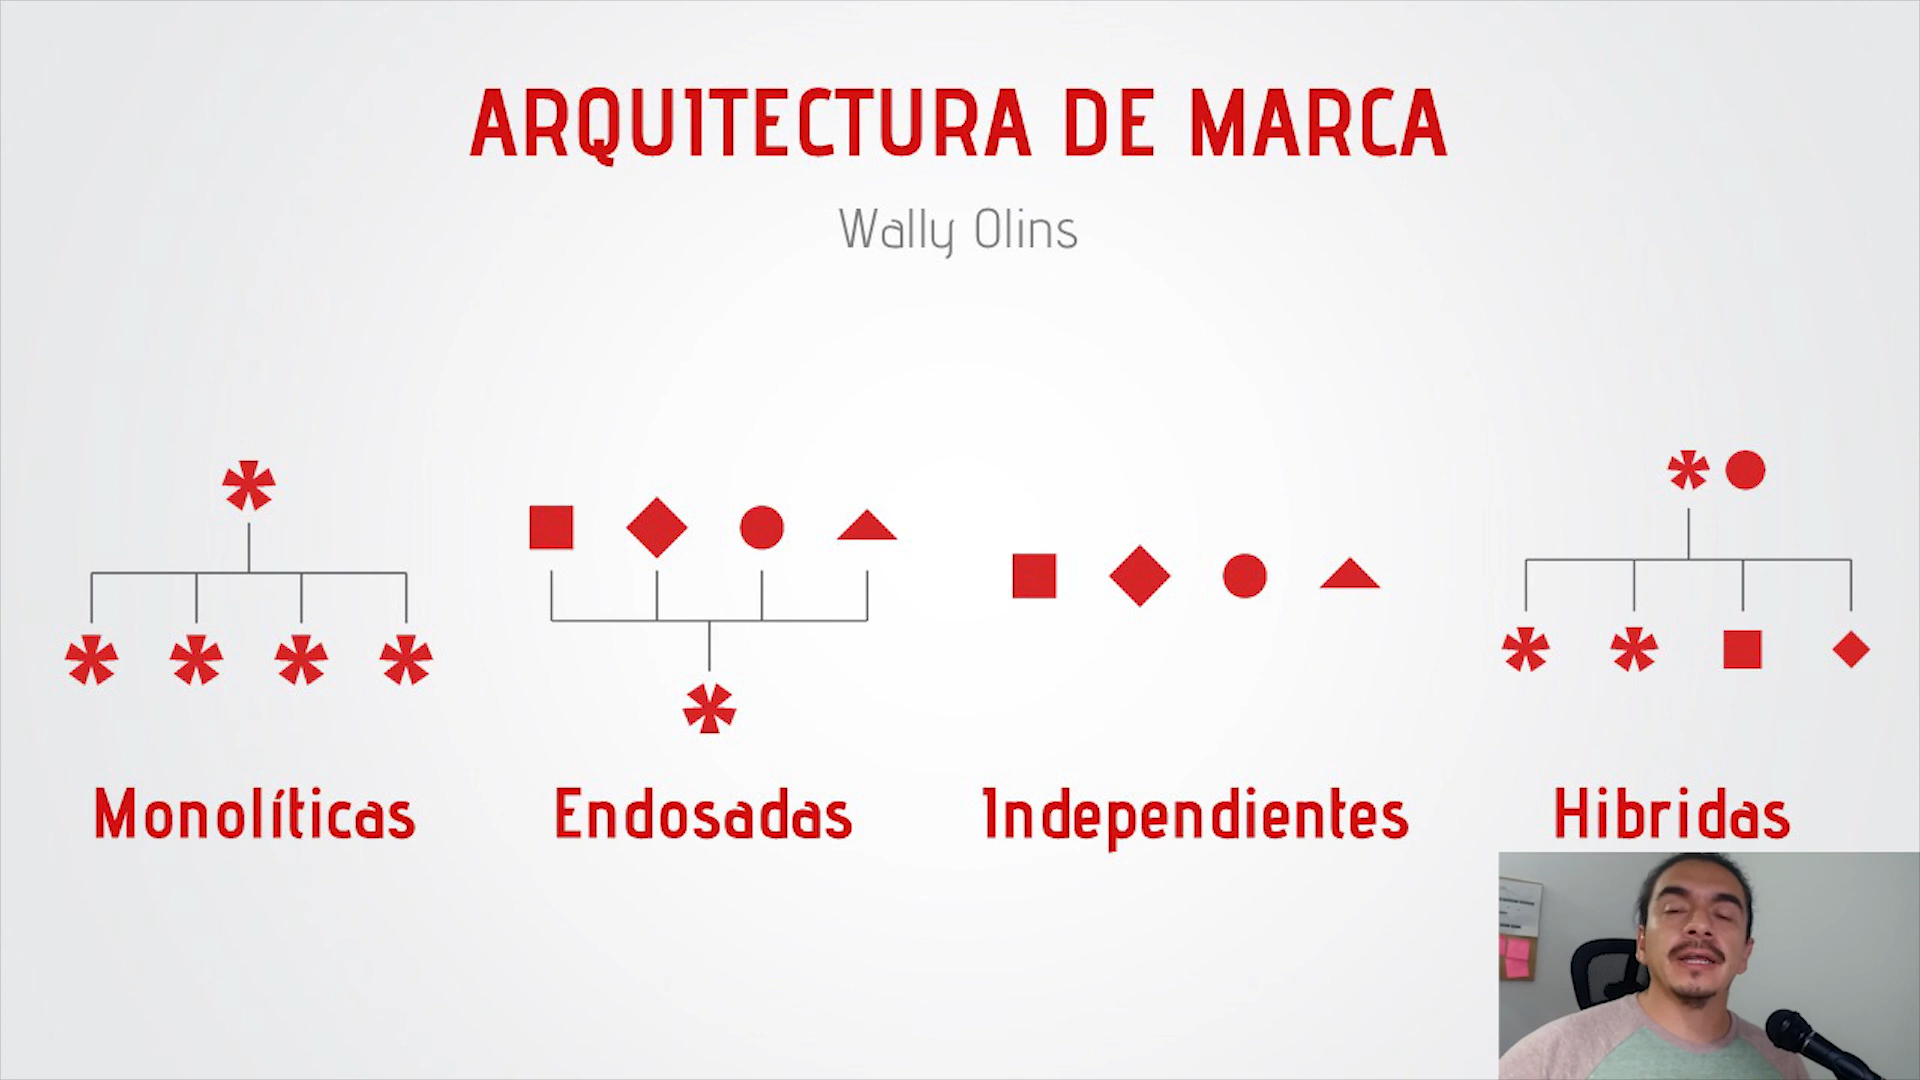 ARQUITECTURA DE MARCA
Wally Olins
Monolíticas
Endosadas
Independientes
Hibridas